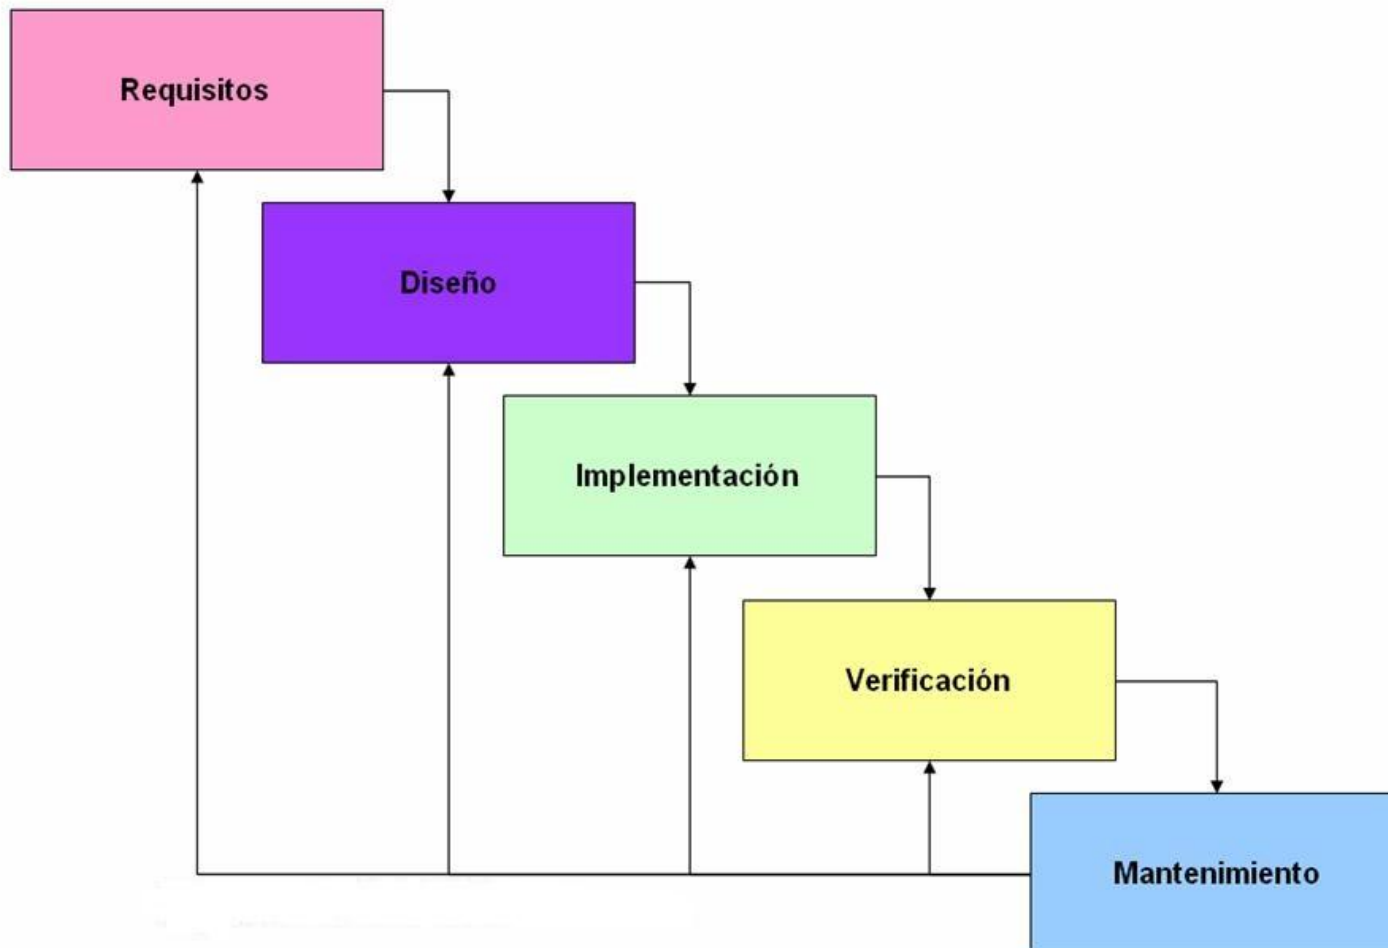 Requisitos
Diseño
Implementación
Verificación
Mantenimiento